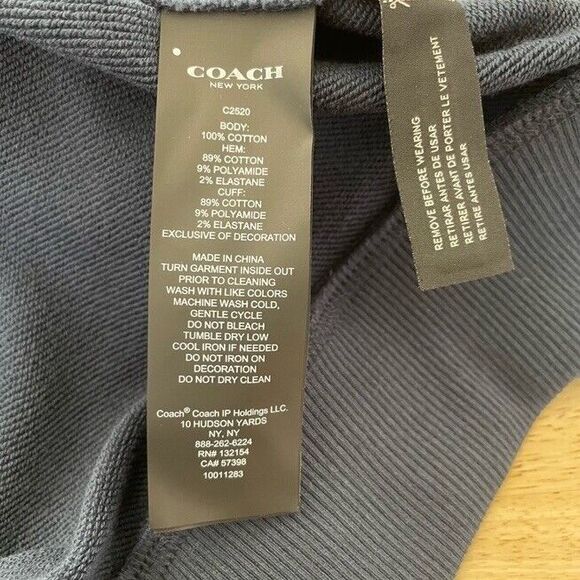 COACH
NEW YORK
C2520
BODY:
100% COTTON
HEM:
89% COTTON
9% POLYAMIDE
2% ELASTANE
CUFF:
89% COTTON
9% POLYAMIDE
2% ELASTANE
EXCLUSIVE OF DECORATION
MADE IN CHINA
TURN GARMENT INSIDE OUT
PRIOR TO CLEANING
WASH WITH LIKE COLORS
MACHINE WASH COLD,
GENTLE CYCLE
DO NOT BLEACH
TUMBLE DRY LOW
COOL IRON IF NEEDED
DO NOT IRON ON
DECORATION
DO NOT DRY CLEAN
Coach® Coach IP Holdings LLC.
10 HUDSON YARDS
NY, NY
888-262-6224
RN# 132154
CA# 57398
10011283
REMOVE BEFORE WEARING
RETIRAR ANTES DE USAR
RETIRER AVANT DE PORTER LE VETEMENT
RETIRE ANTES USAR